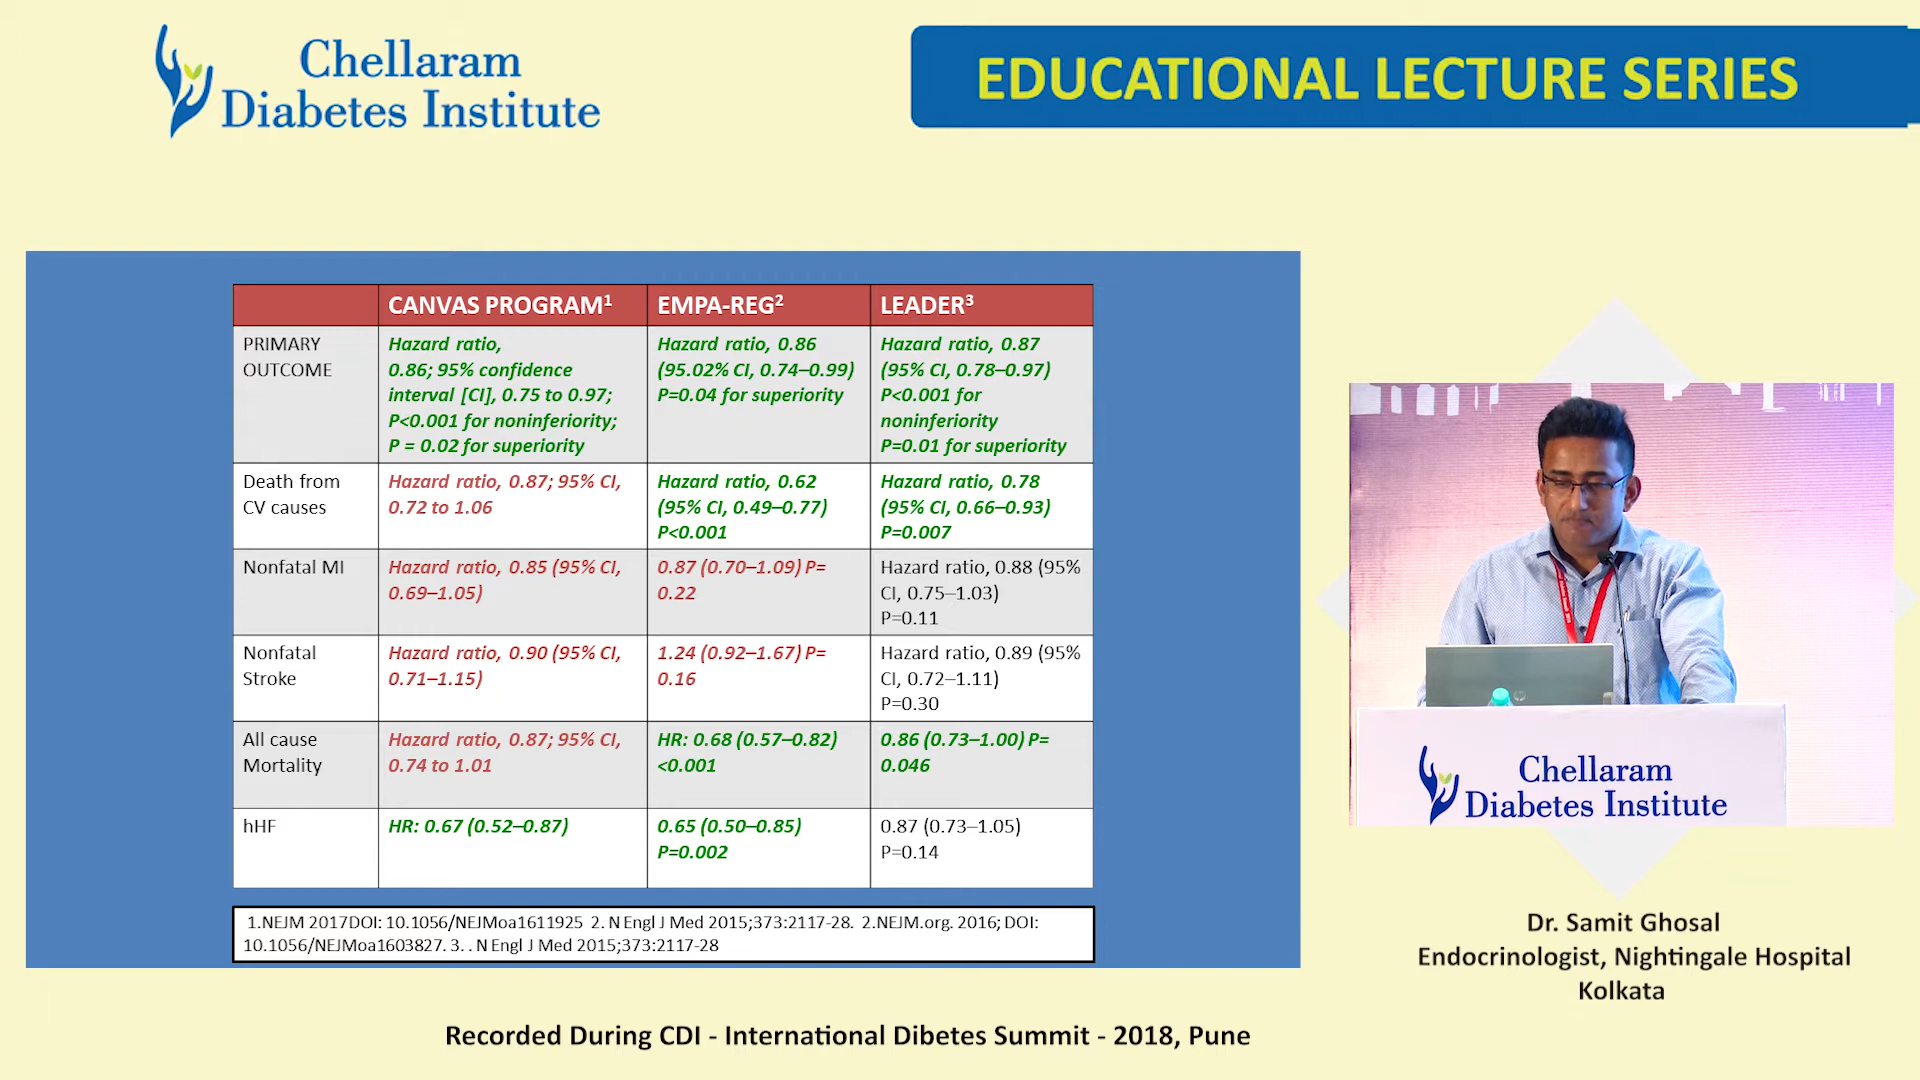 Chellaram
Diabetes Institute
EDUCATIONAL LECTURE SERIES
CANVAS PROGRAM1
EMPA-REG2
LEADER3
PRIMARY
OUTCOME
Hazard ratio,
0.86; 95% confidence
interval [CI], 0.75 to 0.97;
P<0.001 for noninferiority;
P = 0.02 for superiority
Hazard ratio, 0.86
(95.02% CI, 0.74–0.99)
P=0.04 for superiority
Hazard ratio, 0.87
(95% CI, 0.78–0.97)
P<0.001 for
noninferiority
P=0.01 for superiority
Death from
CV causes
Hazard ratio, 0.87; 95% CI,
0.72 to 1.06
Hazard ratio, 0.62
(95% CI, 0.49–0.77)
P<0.001
Hazard ratio, 0.78
(95% CI, 0.66–0.93)
P=0.007
Nonfatal MI
Hazard ratio, 0.85 (95% CI,
0.69–1.05)
0.87 (0.70–1.09) P=
0.22
Hazard ratio, 0.88 (95%
CI, 0.75–1.03)
P=0.11
Nonfatal
Stroke
Hazard ratio, 0.90 (95% CI,
0.71–1.15)
1.24 (0.92–1.67) P=
0.16
Hazard ratio, 0.89 (95%
CI, 0.72–1.11)
P=0.30
All cause
Mortality
Hazard ratio, 0.87; 95% CI,
0.74 to 1.01
HR: 0.68 (0.57–0.82)
<0.001
0.86 (0.73–1.00) P=
0.046
hHF
HR: 0.67 (0.52–0.87)
0.65 (0.50–0.85)
P=0.002
0.87 (0.73–1.05)
P=0.14
1.NEJM 2017DOI: 10.1056/NEJMoa1611925 2. N Engl J Med 2015;373:2117-28. 2.NEJM.org. 2016; DOI:
10.1056/NEJMoa1603827. 3. . N Engl J Med 2015;373:2117-28
Chellaram
Diabetes Institute
Dr. Samit Ghosal
Endocrinologist, Nightingale Hospital
Kolkata
Recorded During CDI - International Dibetes Summit - 2018, Pune